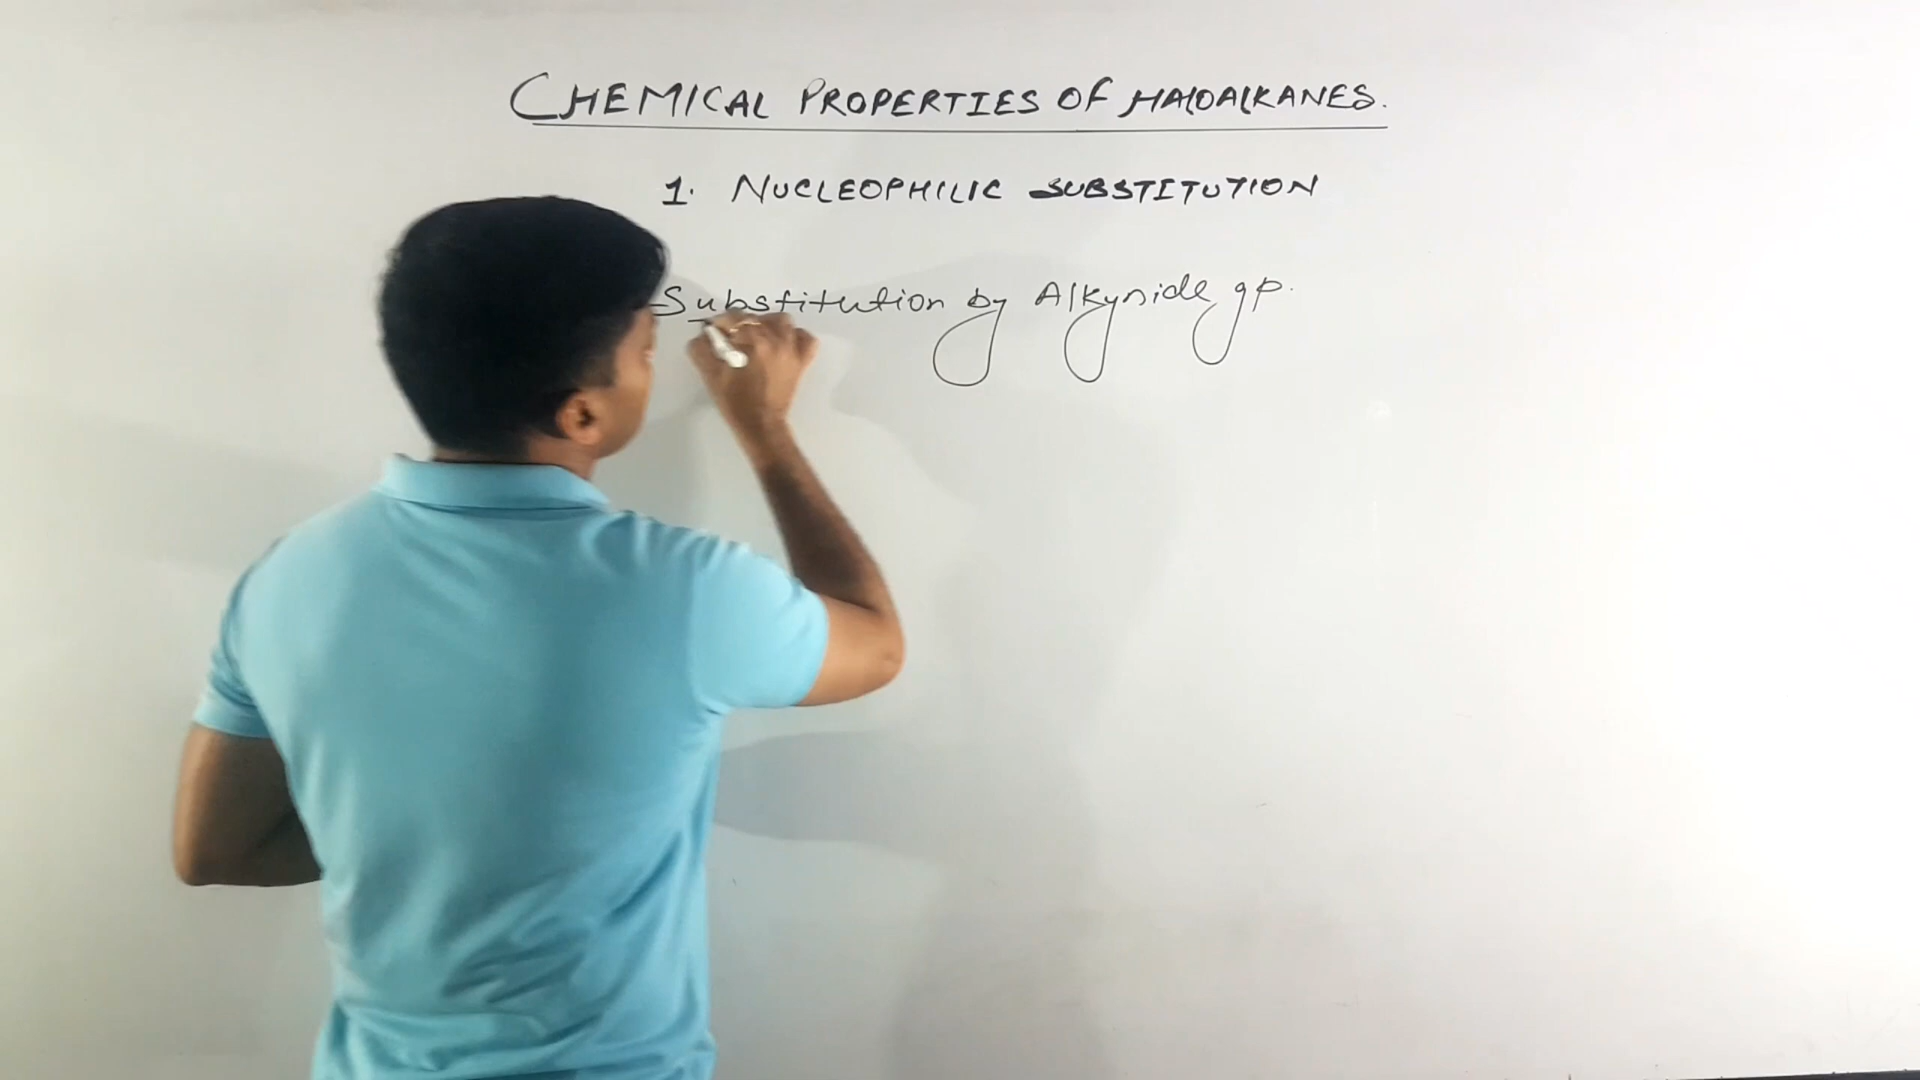 CHEMICAL PROPERTIES OF HALOALKANES.
1. NUCLEOPHILIC SUBSTITUTION
Substitution by Alkynide gp.